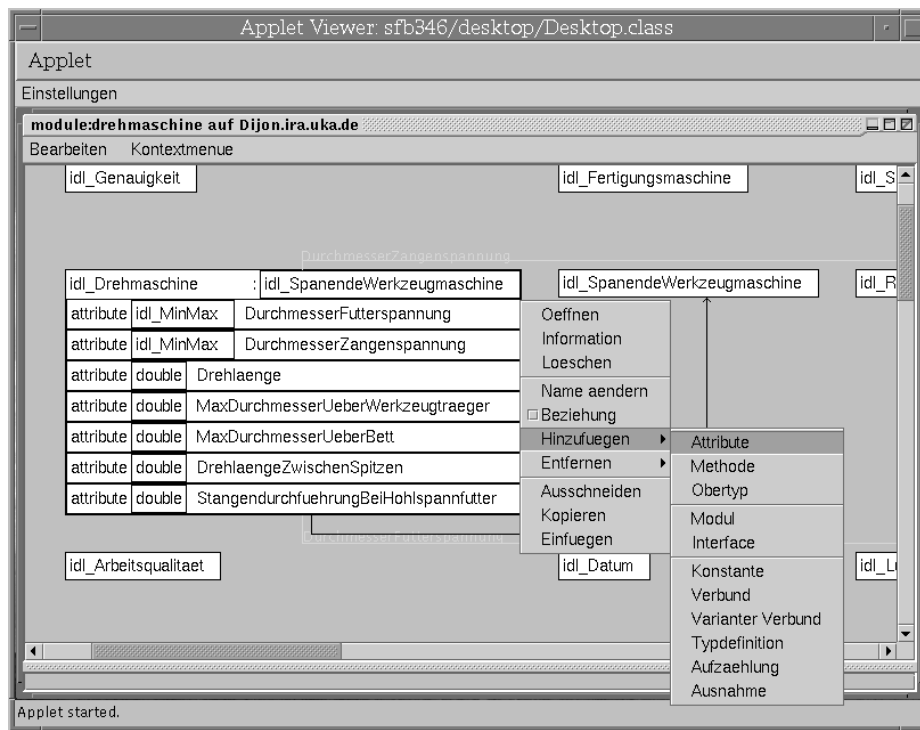 Applet Viewer: sfb346/desktop/Desktop.class
Applet
Einstellungen
module:drehmaschine auf Dijon.ira.uka.de
Bearbeiten Kontextmenue
idl_Genauigkeit idl_Fertigungsmaschine idl_S
DurchmesserZangenspannung
idl_Drehmaschine : idl_SpanendeWerkzeugmaschine idl_SpanendeWerkzeugmaschine idl_R
attribute idl_MinMax DurchmesserFutterspannung
attribute idl_MinMax DurchmesserZangenspannung
attribute double Drehlaenge
attribute double MaxDurchmesserUeberWerkzeugtraeger
attribute double MaxDurchmesserUeberBett
attribute double DrehlaengeZwischenSpitzen
attribute double StangendurchfuehrungBeiHohlspannfutter
DurchmesserFutterspannung
idl_Arbeitsqualitaet idl_Datum idl_L
Oeffnen
Information
Loeschen
Name aendern
Beziehung
Hinzufuegen
Entfernen
Ausschneiden
Kopieren
Einfuegen
Attribute
Methode
Obertyp
Modul
Interface
Konstante
Verbund
Varianter Verbund
Typdefinition
Aufzaehlung
Ausnahme
Applet started.